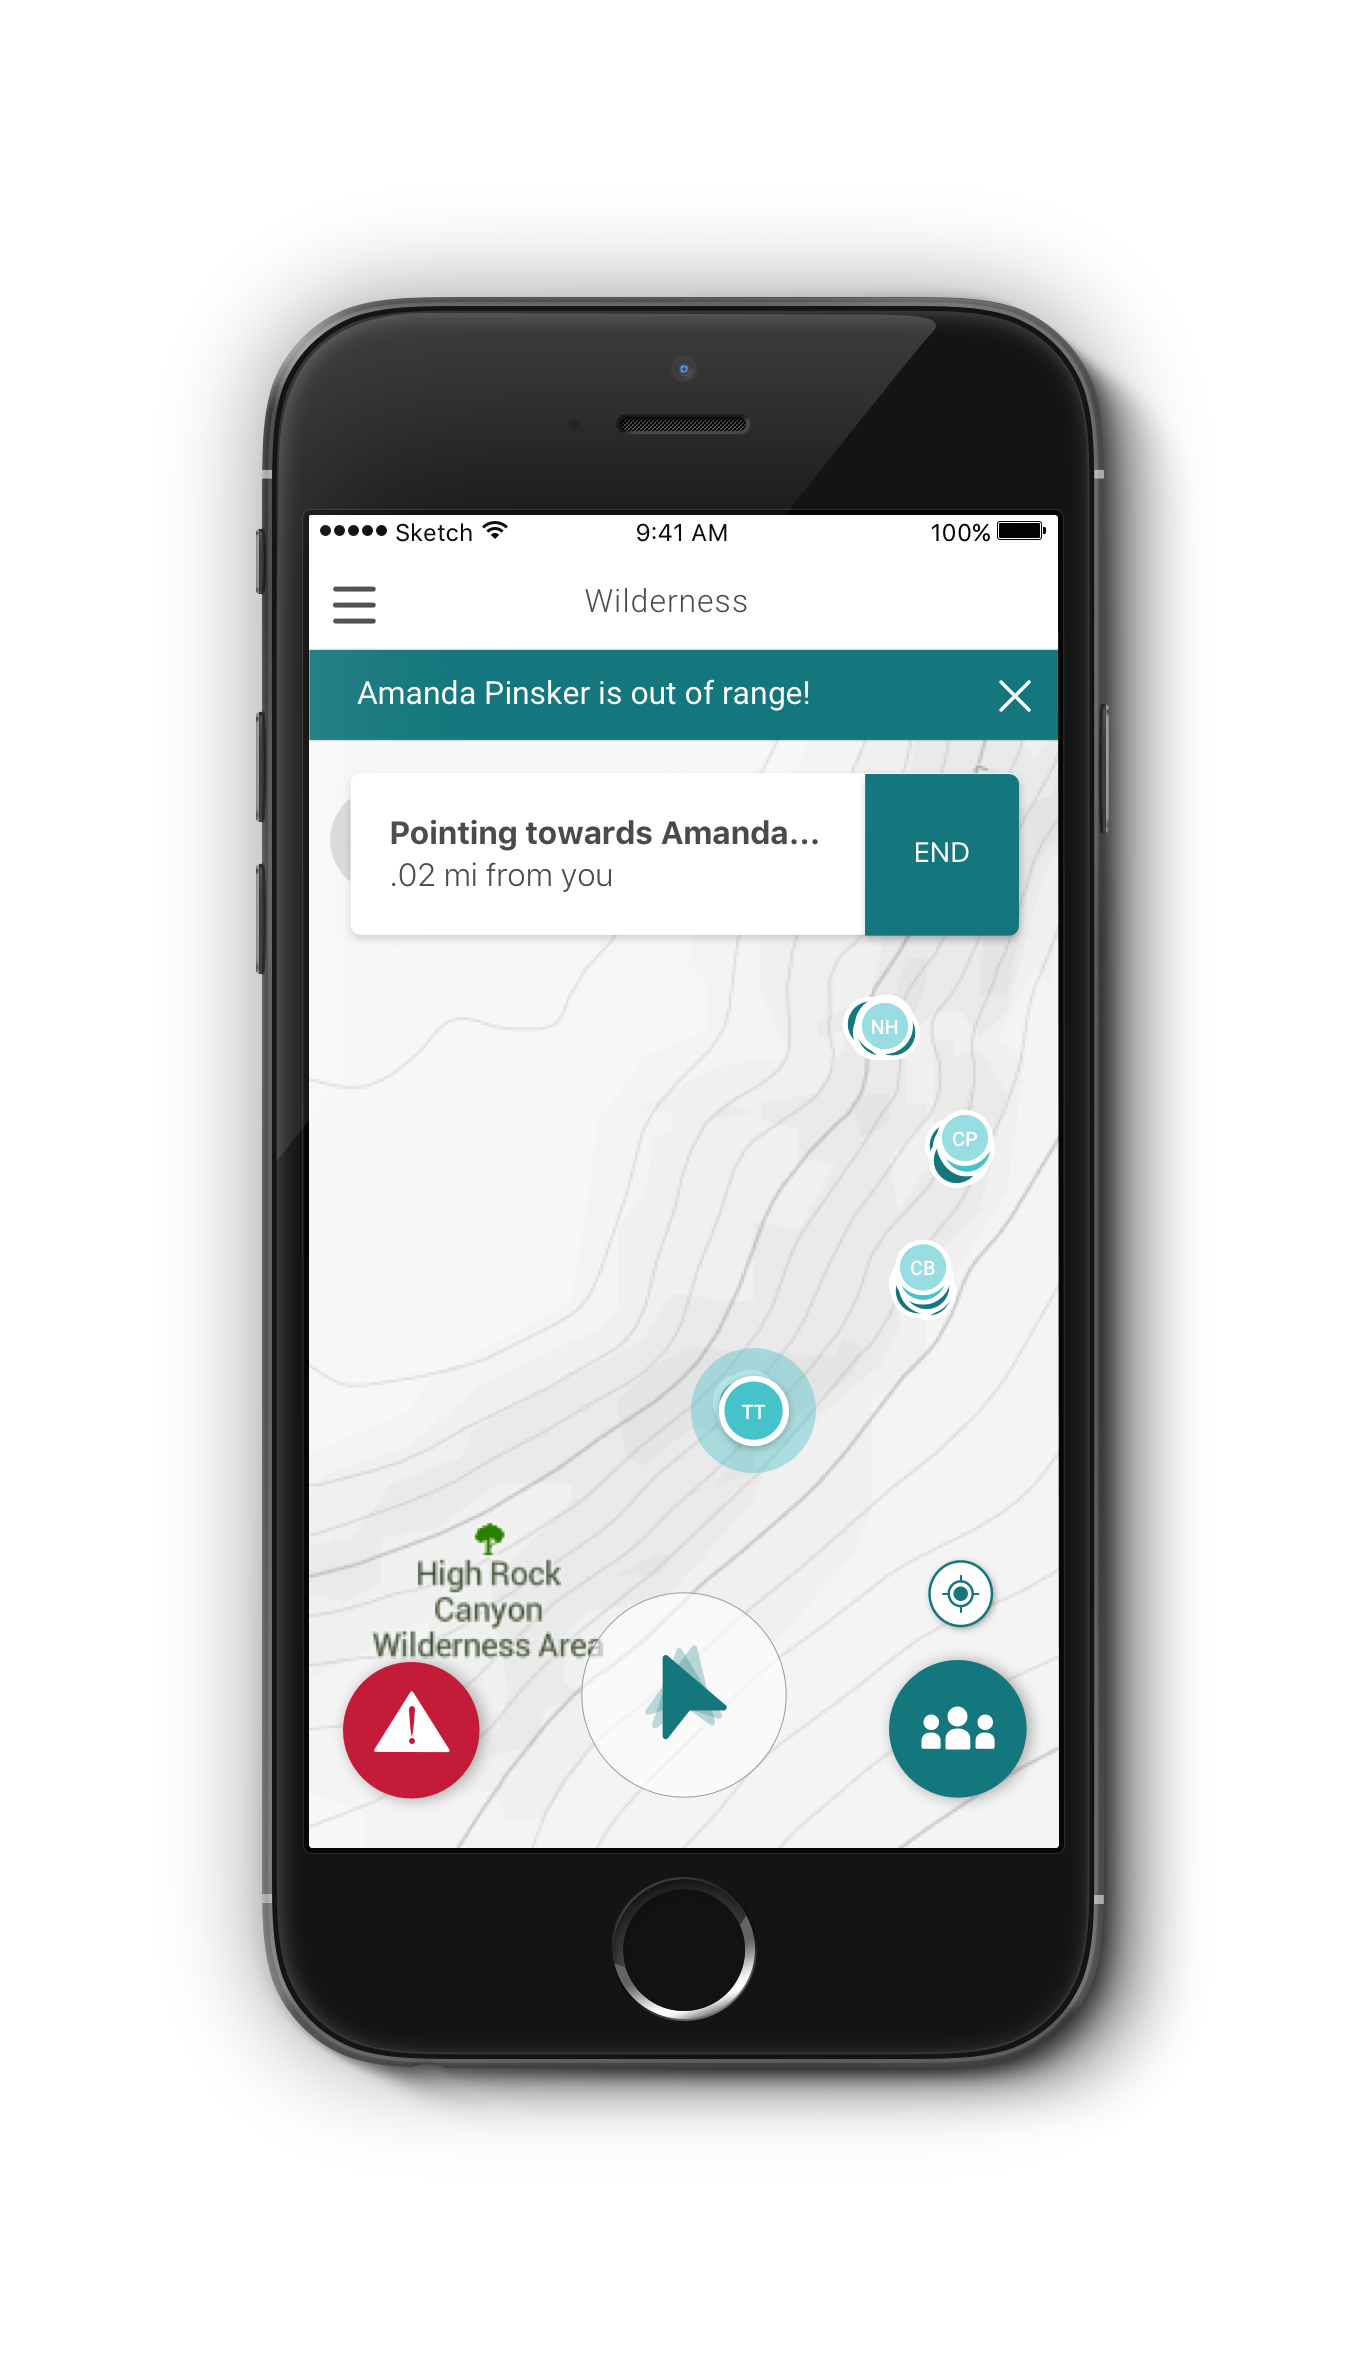 Sketch 9:41 AM 100%
Wilderness
Amanda Pinsker is out of range!
Pointing towards Amanda...
.02 mi from you
END
NH
CP
CB
TT
High Rock
Canyon
Wilderness Area